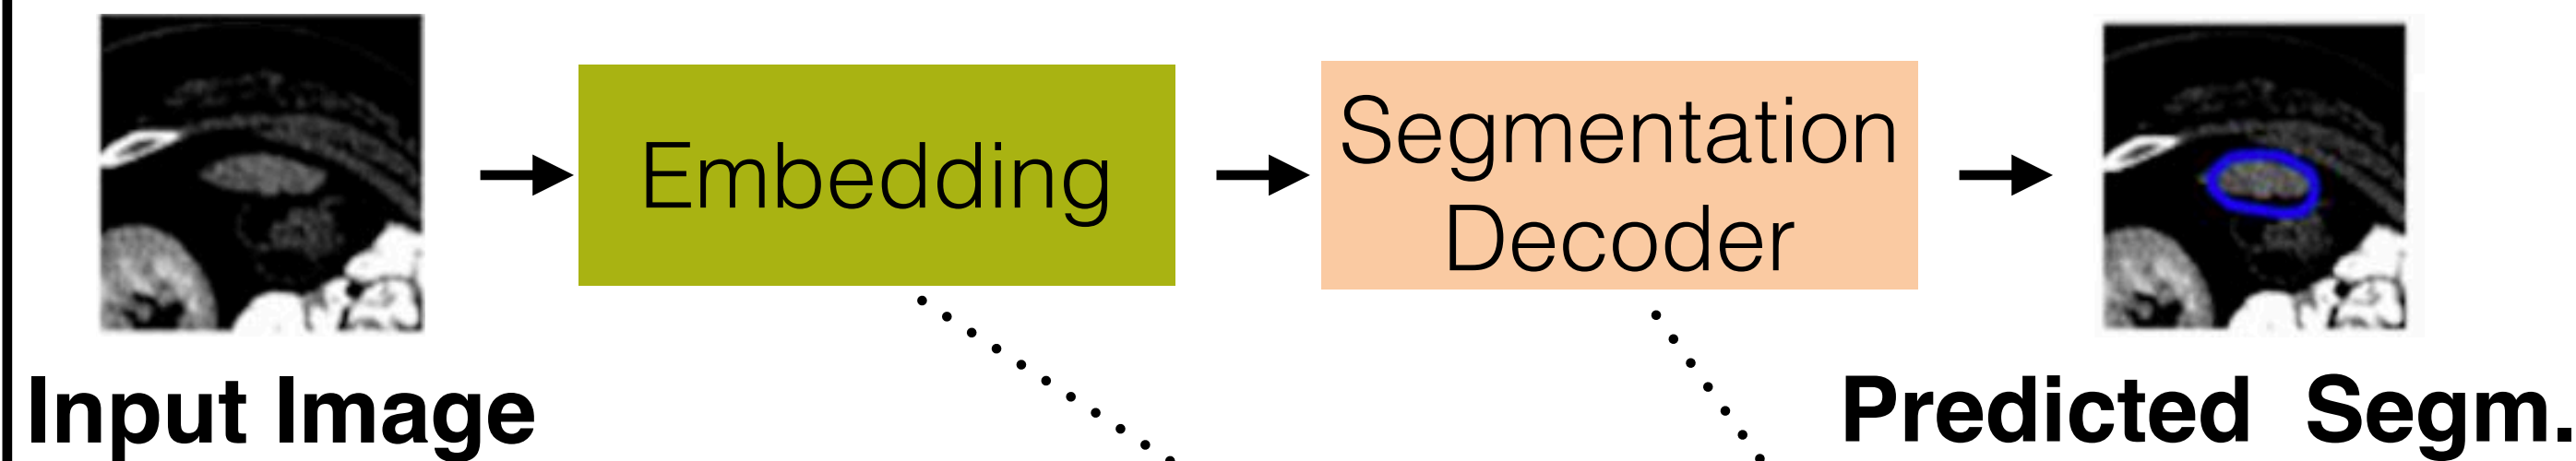 Embedding
Segmentation
Decoder
Input Image
Predicted Segm.